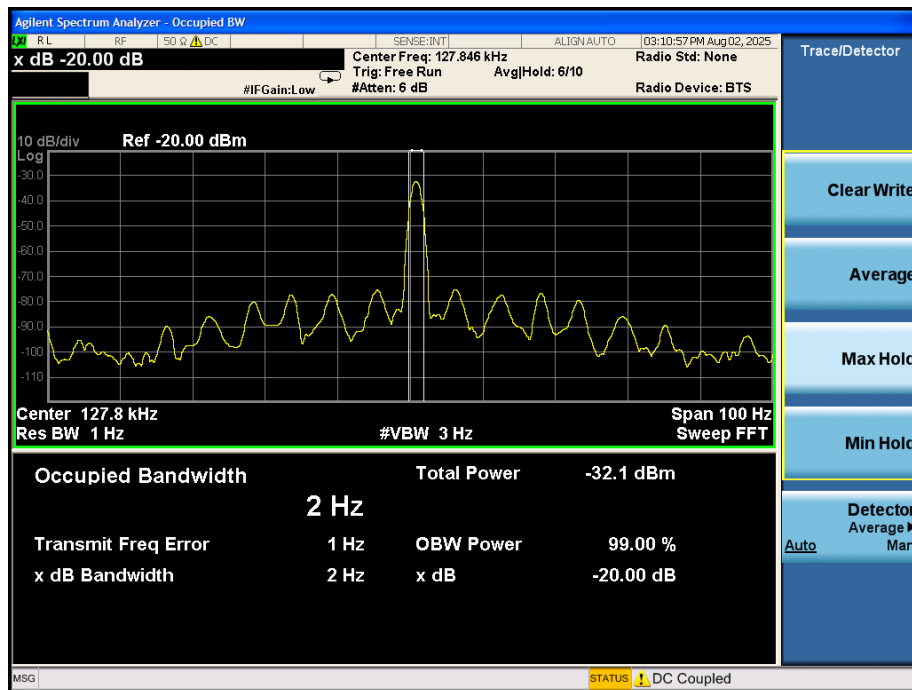 Agilent Spectrum Analyzer - Occupied BW
LXI RL RF 50 Ω DC SENSE:INT ALIGN AUTO 03:10:57 PM Aug 02, 2025
x dB -20.00 dB
Center Freq: 127.846 kHz
Radio Std: None
Trig: Free Run
Avg|Hold: 6/10
#IFGain:Low
#Atten: 6 dB
Radio Device: BTS
Trace/Detector
10 dB/div Ref -20.00 dBm
Log
-30.0
-40.0
-50.0
-60.0
-70.0
-80.0
-90.0
-100
-110
Center 127.8 kHz
Span 100 Hz
Res BW 1 Hz
#VBW 3 Hz
Sweep FFT
Clear Write
Average
Max Hold
Min Hold
Detector
Average
Auto Man
Occupied Bandwidth
2 Hz
Total Power -32.1 dBm
Transmit Freq Error 1 Hz
OBW Power 99.00 %
x dB Bandwidth 2 Hz
x dB -20.00 dB
MSG
STATUS
DC Coupled